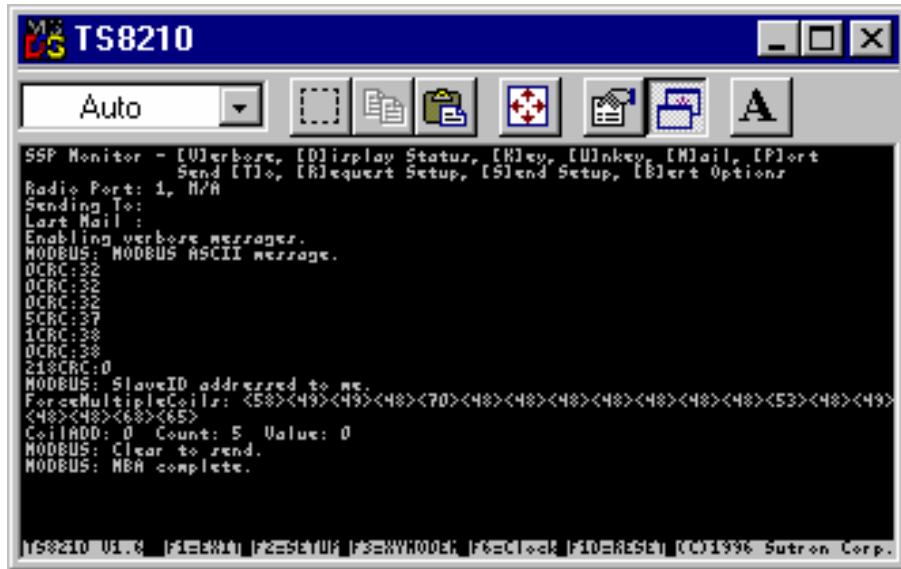 TS8210
Auto
A
SSP Monitor - [V]erbose, [D]isplay Status, [K]ey, [U]nkey, [M]ail, [P]ort
Send [T]o, [R]equest Setup, [S]end Setup, [B]ert Options
Radio Port: 1, M/A
Sending To:
Last Mail :
Enabling verbose messages.
MODBUS: MODBUS ASCII message.
0CRC:32
0CRC:32
0CRC:32
5CRC:37
1CRC:38
0CRC:38
218CRC:0
MODBUS: SlaveID addressed to me.
ForceMultipleCoils: <58><49><49><48><70><48><48><48><48><48><48><48><53><48><49>
<48><48><68><65>
CoilADD: 0  Count: 5  Value: 0
MODBUS: Clear to send.
MODBUS: MBA complete.
TS8210 F1=EXIT F2=SETUP F3=XYMODEM F6=Clock F10=RESET (C)1996 Sutron Corp.